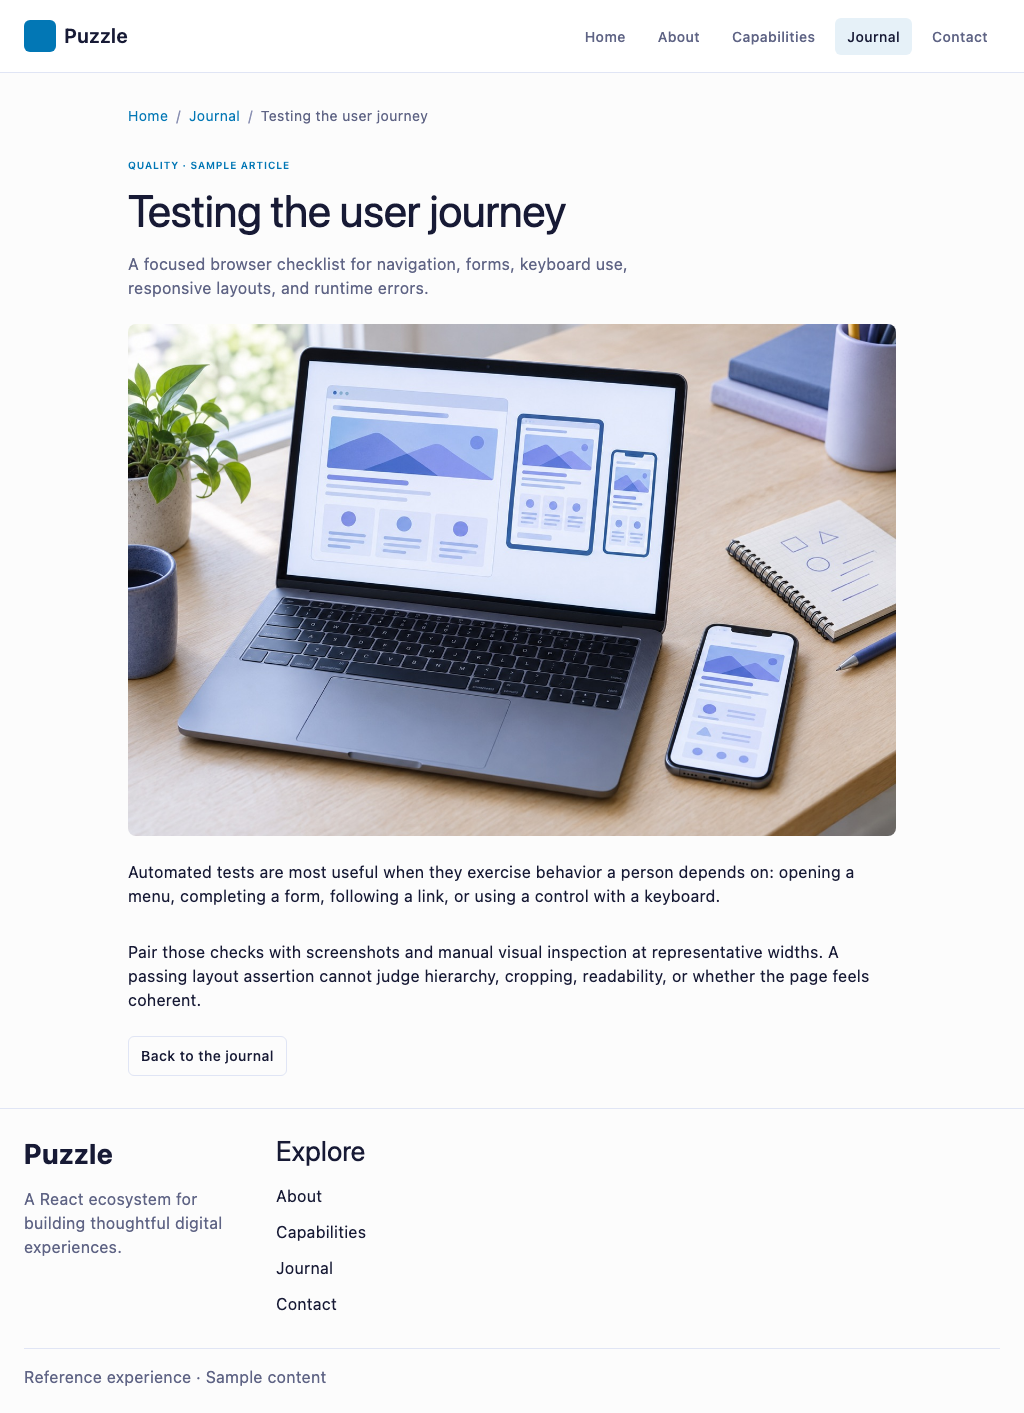 Puzzle
Home
About
Capabilities
Journal
Contact
Home / Journal / Testing the user journey
QUALITY · SAMPLE ARTICLE
Testing the user journey
A focused browser checklist for navigation, forms, keyboard use,
responsive layouts, and runtime errors.
Automated tests are most useful when they exercise behavior a person depends on: opening a
menu, completing a form, following a link, or using a control with a keyboard.
Pair those checks with screenshots and manual visual inspection at representative widths. A
passing layout assertion cannot judge hierarchy, cropping, readability, or whether the page feels
coherent.
Back to the journal
Puzzle
A React ecosystem for
building thoughtful digital
experiences.
Explore
About
Capabilities
Journal
Contact
Reference experience · Sample content